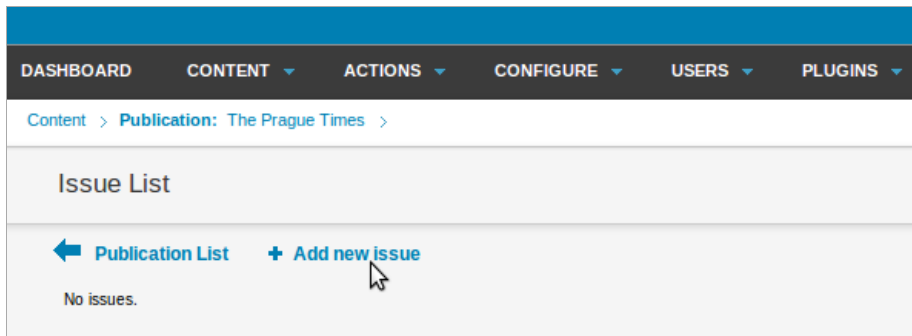 DASHBOARD CONTENT ACTIONS CONFIGURE USERS PLUGINS
Content > Publication: The Prague Times >
Issue List
Publication List + Add new issue
No issues.